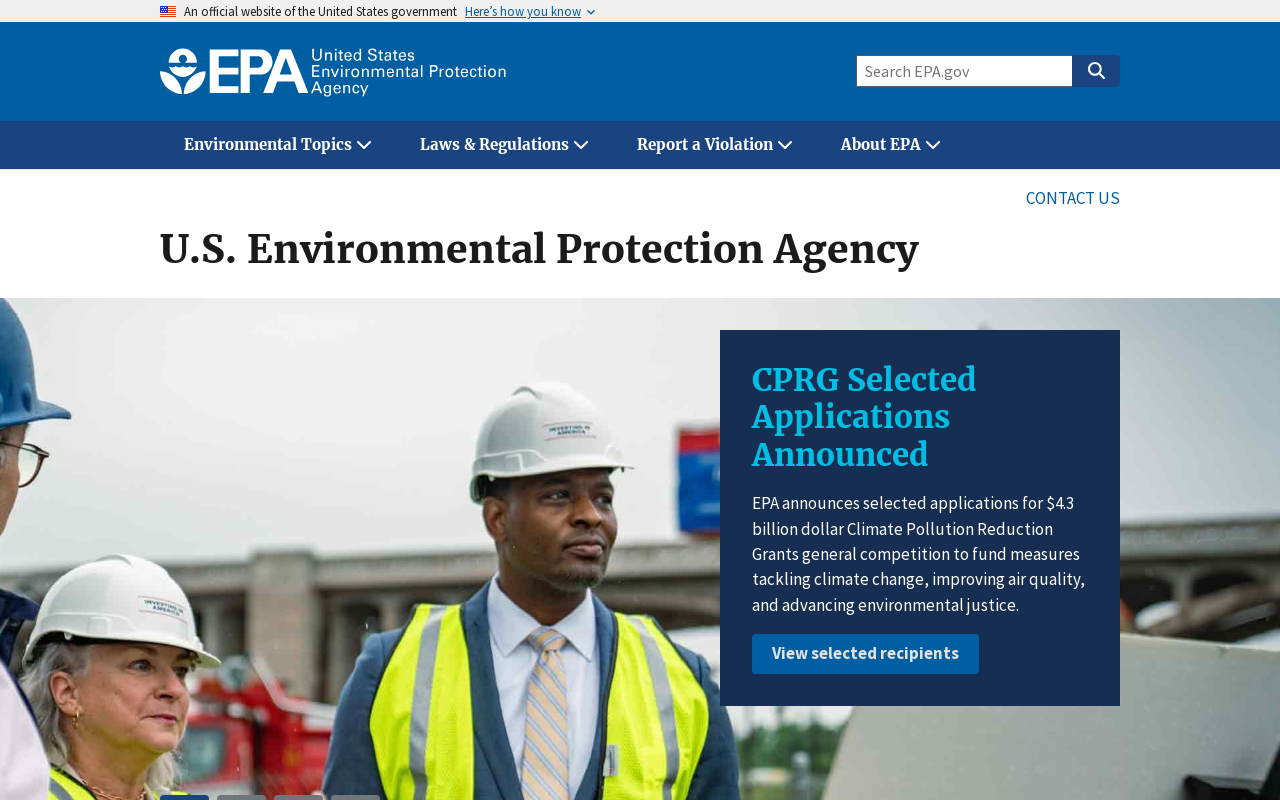 An official website of the United States government Here's how you know
EPA United States
Environmental Protection
Agency
Search EPA.gov
Environmental Topics
Laws & Regulations
Report a Violation
About EPA
CONTACT US
U.S. Environmental Protection Agency
CPRG Selected
Applications
Announced
EPA announces selected applications for $4.3
billion dollar Climate Pollution Reduction
Grants general competition to fund measures
tackling climate change, improving air quality,
and advancing environmental justice.
View selected recipients
INVESTING IN
AMERICA
INVESTING IN
AMERICA